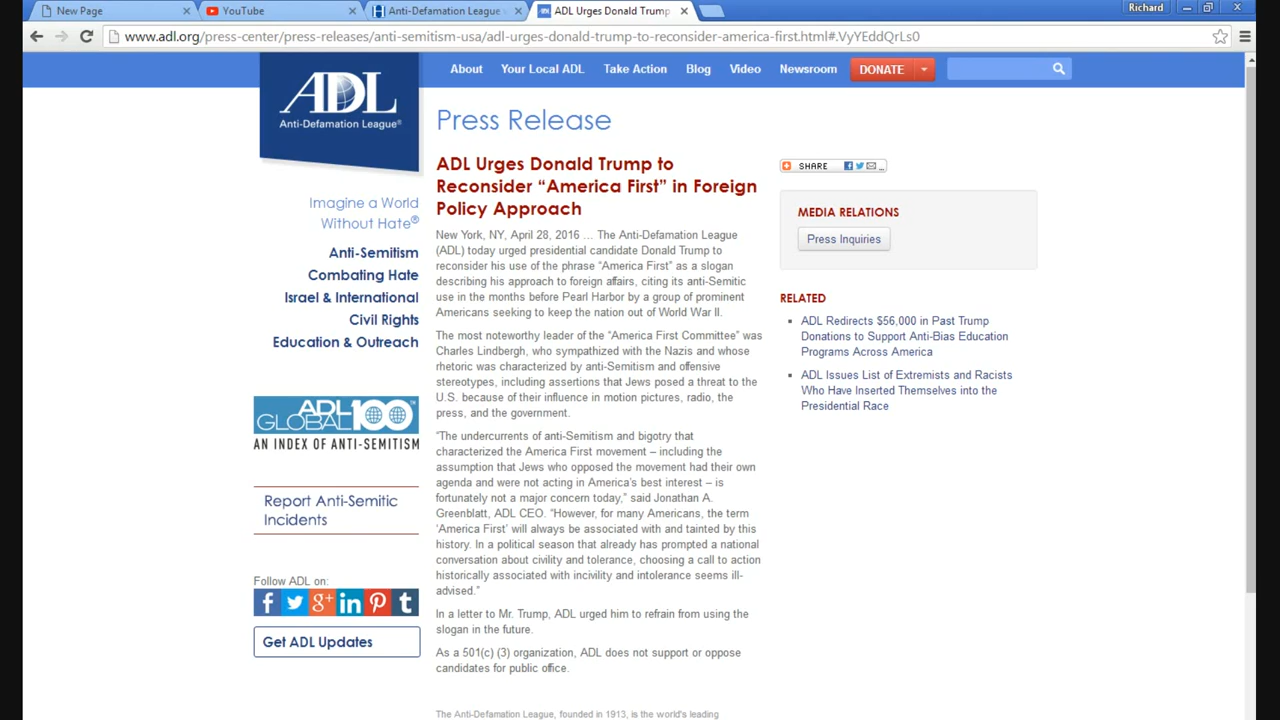 New Page
YouTube
Anti-Defamation League
ADL Urges Donald Trump
Richard
www.adl.org/press-center/press-releases/anti-semitism-usa/adl-urges-donald-trump-to-reconsider-america-first.html#.VyYEddQrLs0
ADL
Anti-Defamation League®
About
Your Local ADL
Take Action
Blog
Video
Newsroom
DONATE
Imagine a World
Without Hate®
Anti-Semitism
Combating Hate
Israel & International
Civil Rights
Education & Outreach
ADL
GLOBAL 100™
AN INDEX OF ANTI-SEMITISM
Report Anti-Semitic
Incidents
Follow ADL on:
Get ADL Updates
Press Release
ADL Urges Donald Trump to
Reconsider “America First” in Foreign
Policy Approach
New York, NY, April 28, 2016 … The Anti-Defamation League
(ADL) today urged presidential candidate Donald Trump to
reconsider his use of the phrase “America First” as a slogan
describing his approach to foreign affairs, citing its anti-Semitic
use in the months before Pearl Harbor by a group of prominent
Americans seeking to keep the nation out of World War II.
The most noteworthy leader of the “America First Committee” was
Charles Lindbergh, who sympathized with the Nazis and whose
rhetoric was characterized by anti-Semitism and offensive
stereotypes, including assertions that Jews posed a threat to the
U.S. because of their influence in motion pictures, radio, the
press, and the government.
“The undercurrents of anti-Semitism and bigotry that
characterized the America First movement – including the
assumption that Jews who opposed the movement had their own
agenda and were not acting in America’s best interest – is
fortunately not a major concern today,” said Jonathan A.
Greenblatt, ADL CEO. “However, for many Americans, the term
‘America First’ will always be associated with and tainted by this
history. In a political season that already has prompted a national
conversation about civility and tolerance, choosing a call to action
historically associated with incivility and intolerance seems ill-
advised.”
In a letter to Mr. Trump, ADL urged him to refrain from using the
slogan in the future.
As a 501(c) (3) organization, ADL does not support or oppose
candidates for public office.
The Anti-Defamation League, founded in 1913, is the world's leading
SHARE
MEDIA RELATIONS
Press Inquiries
RELATED
ADL Redirects $56,000 in Past Trump
Donations to Support Anti-Bias Education
Programs Across America
ADL Issues List of Extremists and Racists
Who Have Inserted Themselves into the
Presidential Race